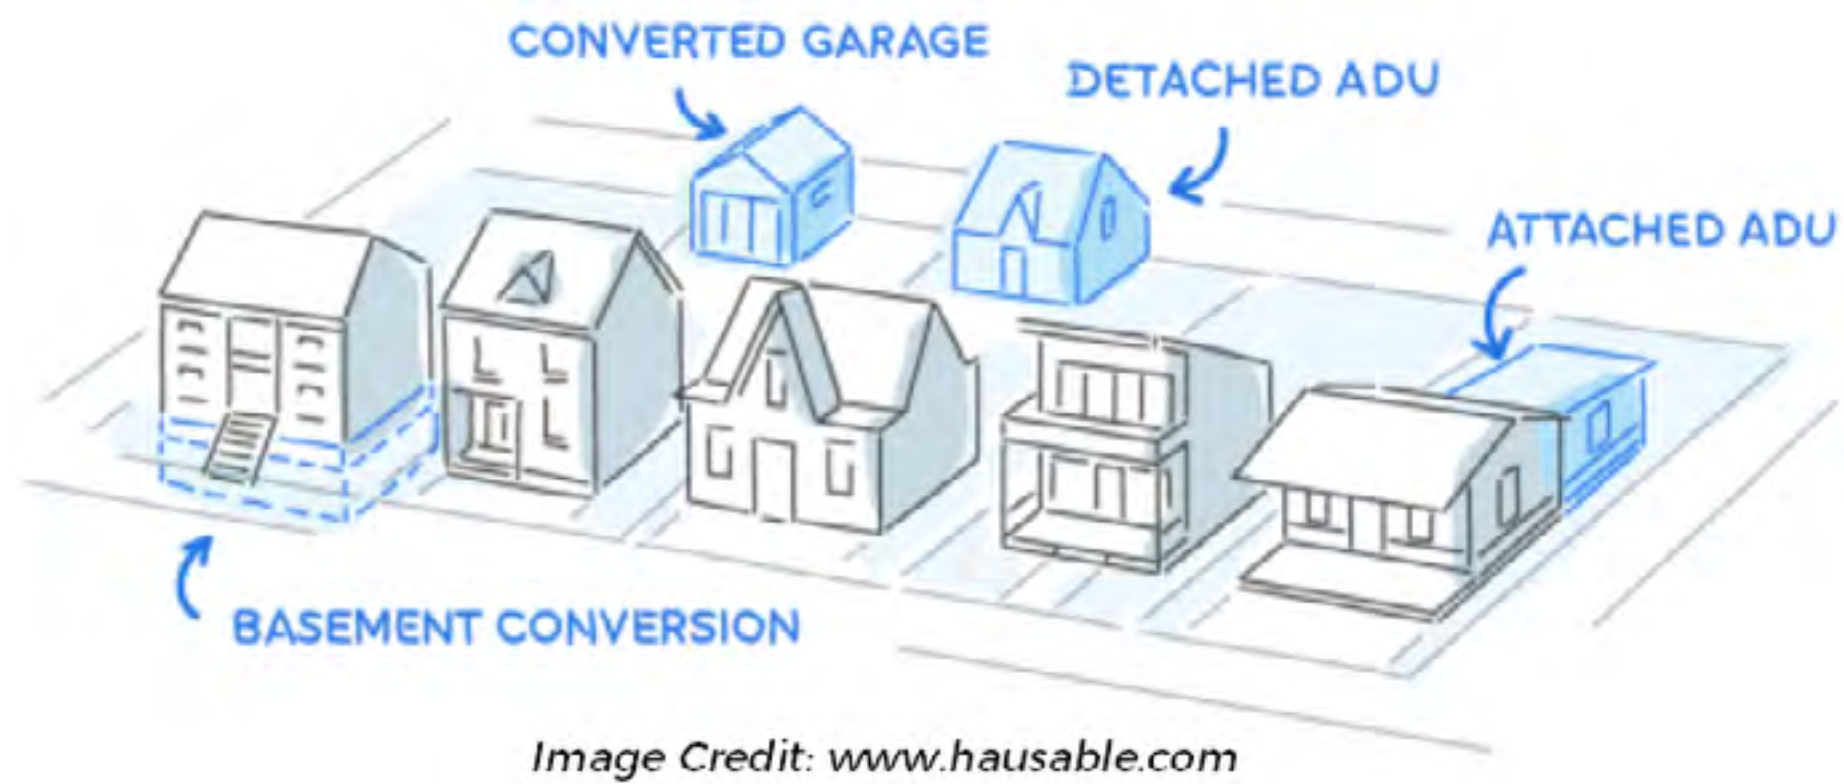 CONVERTED GARAGE
DETACHED ADU
ATTACHED ADU
BASEMENT CONVERSION
Image Credit: www.hausable.com